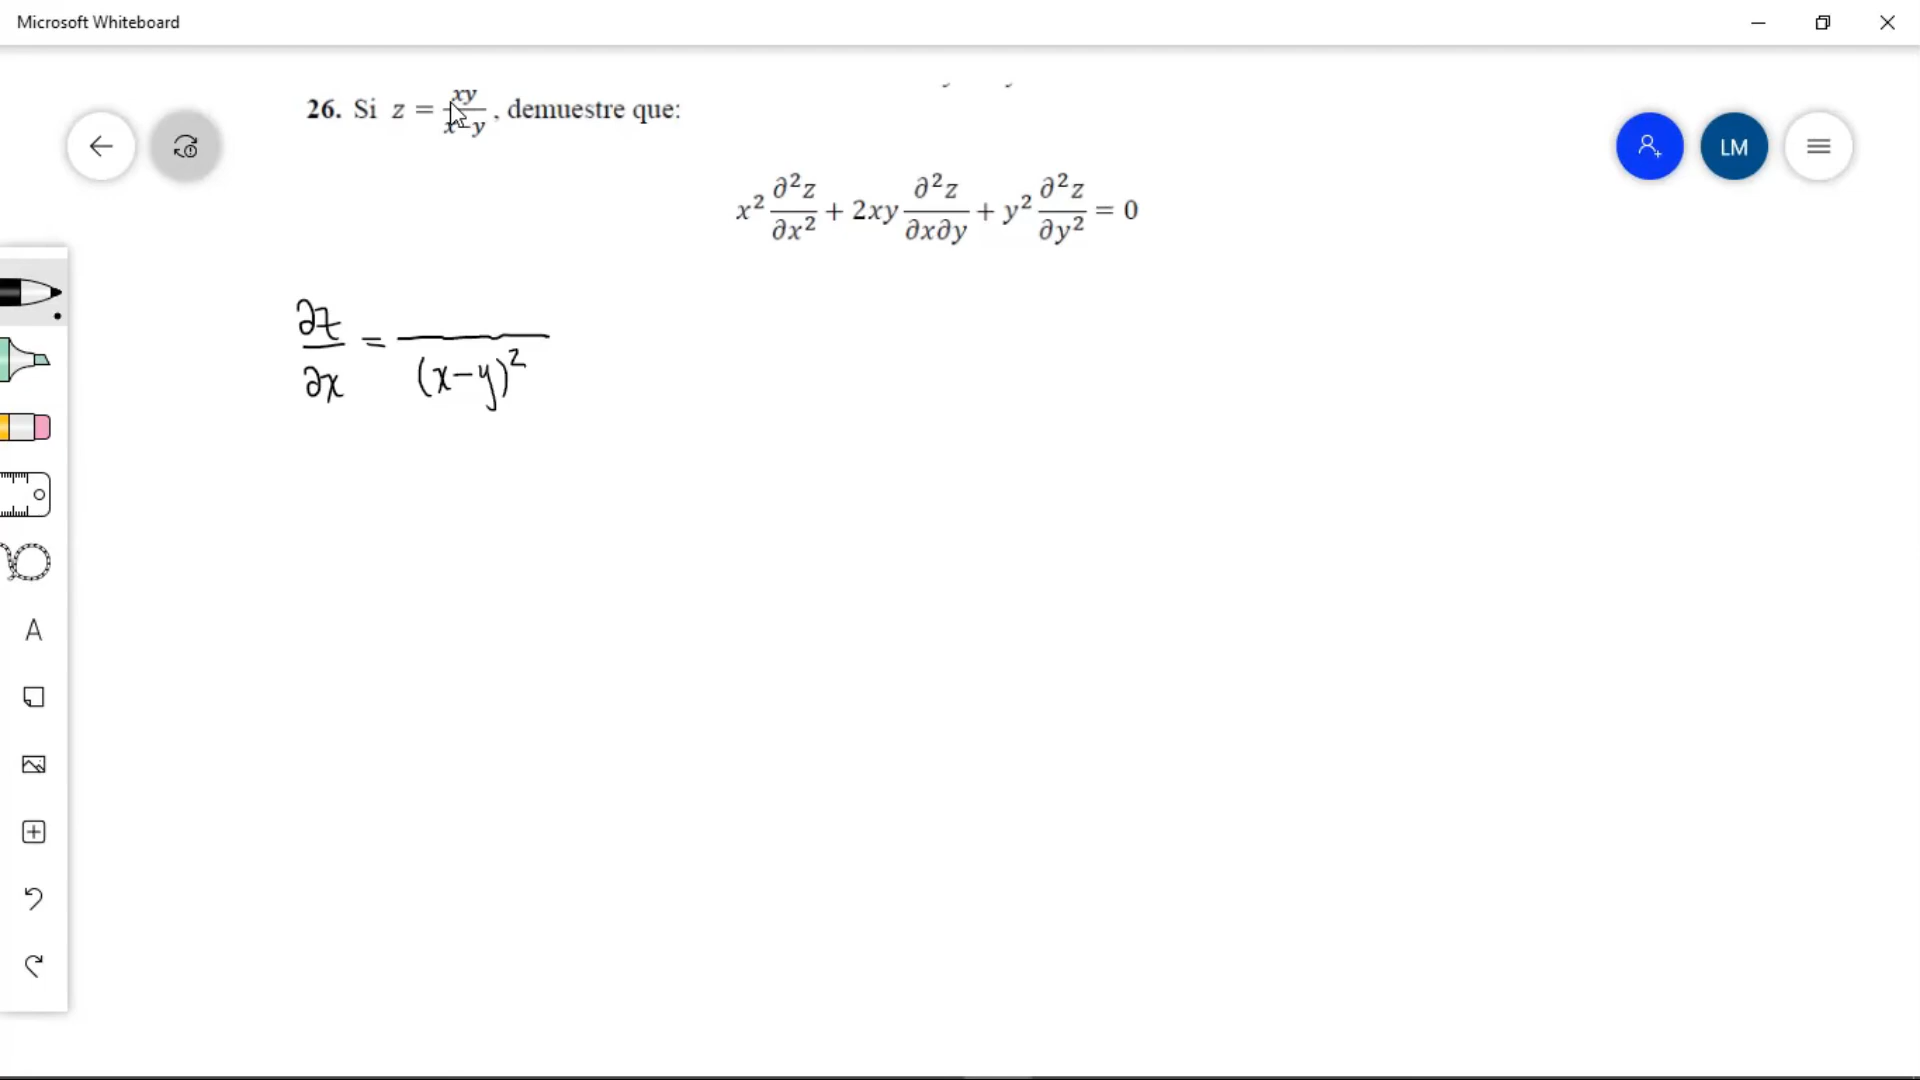 Microsoft Whiteboard
26. Si z = xy/(x-y), demuestre que:
LM
x² ∂²z/∂x² + 2xy ∂²z/∂x∂y + y² ∂²z/∂y² = 0
∂z/∂x = /(x-y)²
A